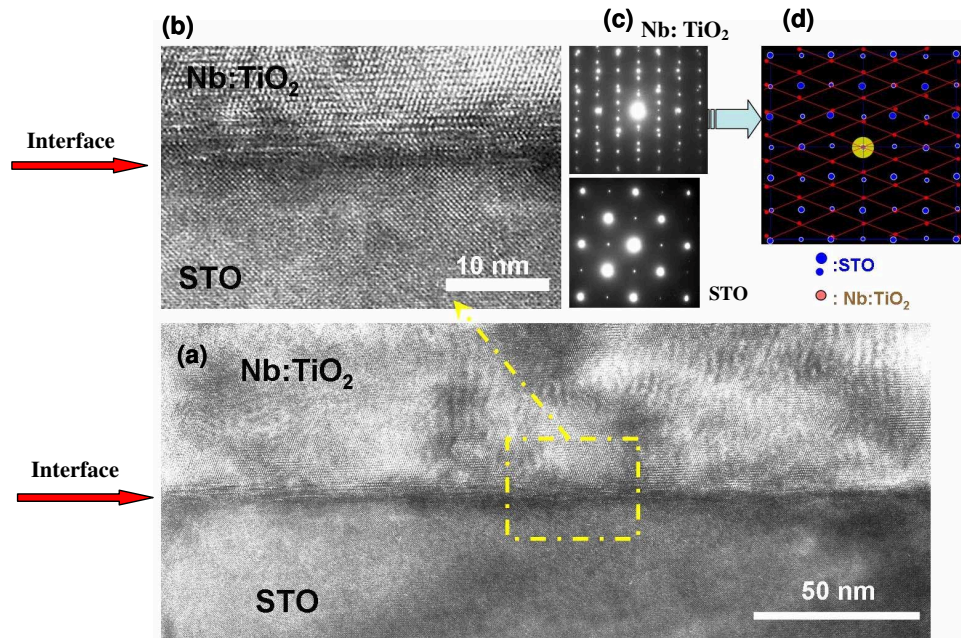 (b)
Nb:TiO₂
Interface
STO
10 nm
(c)
Nb: TiO₂
STO
(d)
:STO
: Nb:TiO₂
(a)
Nb:TiO₂
Interface
STO
50 nm